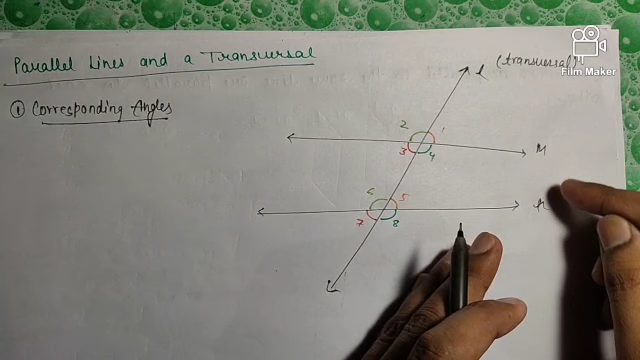 Parallel Lines and a Transversal
l (transversal)
Film Maker
① Corresponding Angles
2 1
3 4
M
6 5
7 8